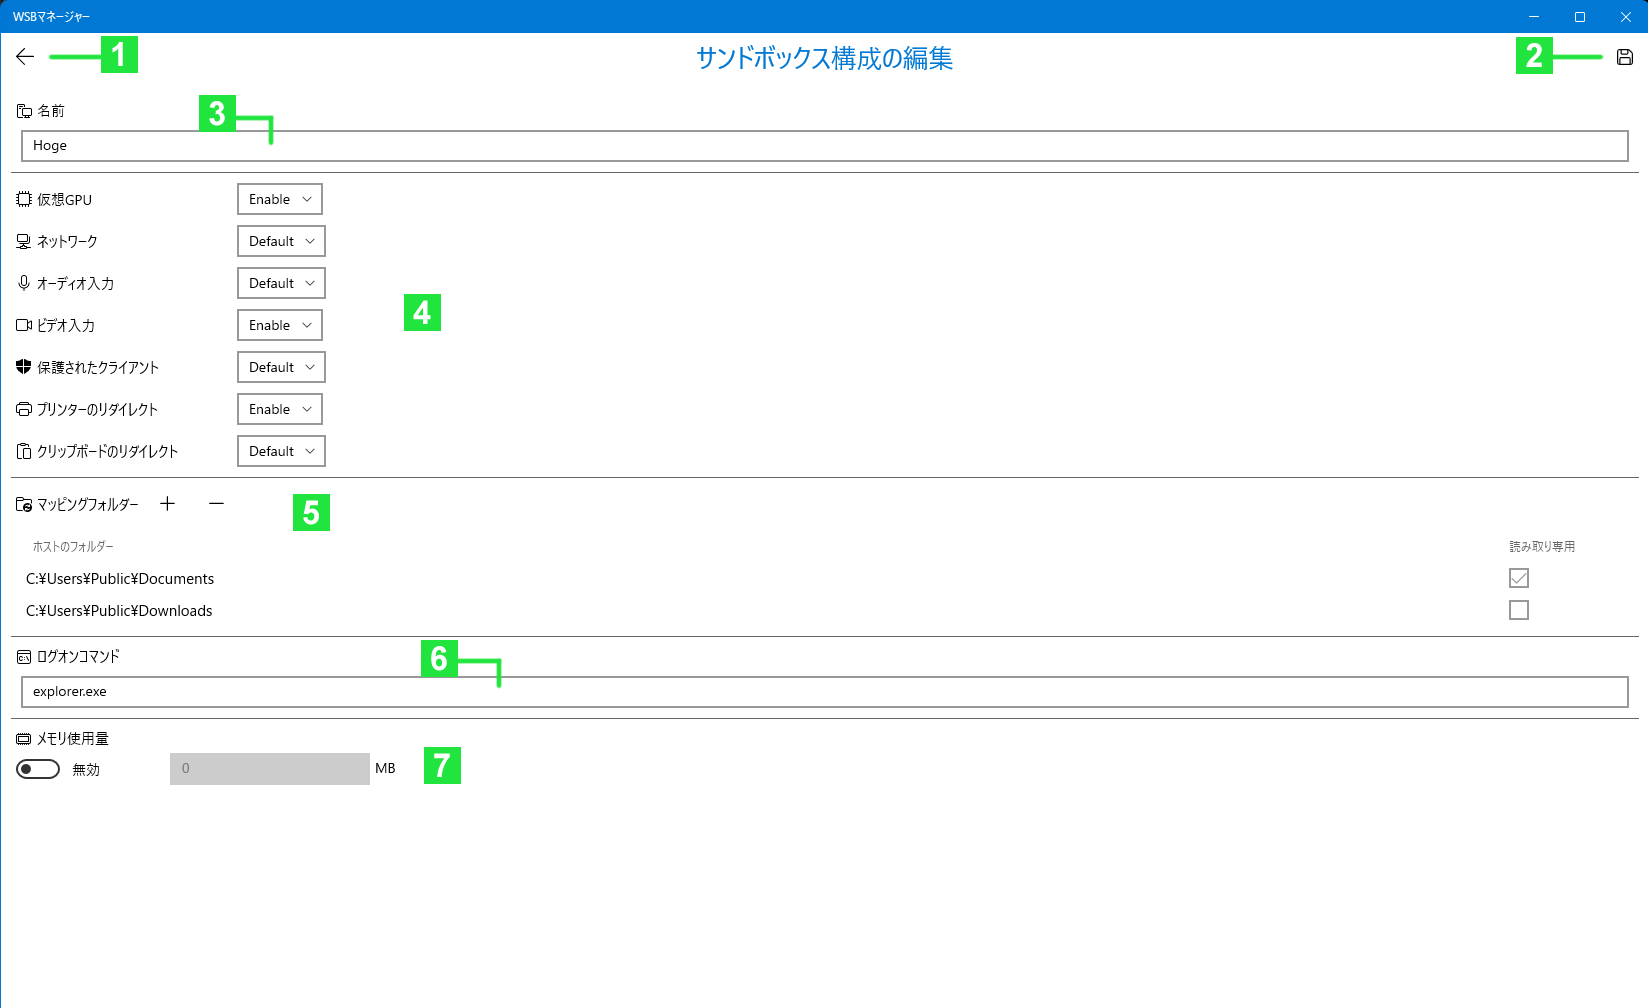 WSBマネージャー
1
サンドボックス構成の編集
2
名前
3
Hoge
仮想GPU Enable
ネットワーク Default
オーディオ入力 Default
4
ビデオ入力 Enable
保護されたクライアント Default
プリンターのリダイレクト Enable
クリップボードのリダイレクト Default
マッピングフォルダー
5
ホストのフォルダー 読み取り専用
C:¥Users¥Public¥Documents
C:¥Users¥Public¥Downloads
ログオンコマンド
6
explorer.exe
メモリ使用量
無効 0 MB
7